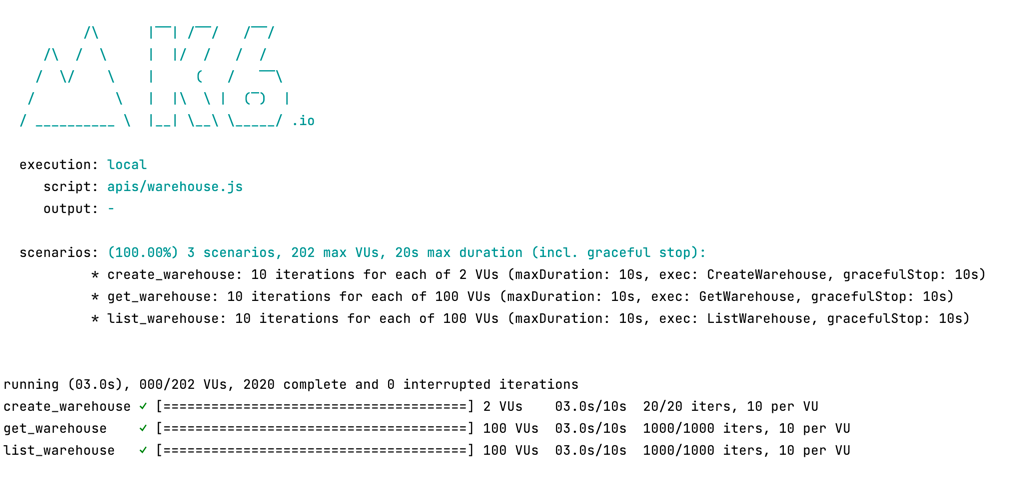 /\      |‾‾| /‾‾/   /‾‾/
     /\  /  \     |  |/  /   /  /
    /  \/    \    |     (   /   ‾‾\
   /          \   |  |\  \ |  (‾)  |
  / __________ \  |__| \__\ \_____/ .io
execution: local
script: apis/warehouse.js
output: -
scenarios: (100.00%) 3 scenarios, 202 max VUs, 20s max duration (incl. graceful stop):
* create_warehouse: 10 iterations for each of 2 VUs (maxDuration: 10s, exec: CreateWarehouse, gracefulStop: 10s)
* get_warehouse: 10 iterations for each of 100 VUs (maxDuration: 10s, exec: GetWarehouse, gracefulStop: 10s)
* list_warehouse: 10 iterations for each of 100 VUs (maxDuration: 10s, exec: ListWarehouse, gracefulStop: 10s)
running (03.0s), 000/202 VUs, 2020 complete and 0 interrupted iterations
create_warehouse ✓ [======================================] 2 VUs    03.0s/10s  20/20 iters, 10 per VU
get_warehouse    ✓ [======================================] 100 VUs  03.0s/10s  1000/1000 iters, 10 per VU
list_warehouse   ✓ [======================================] 100 VUs  03.0s/10s  1000/1000 iters, 10 per VU